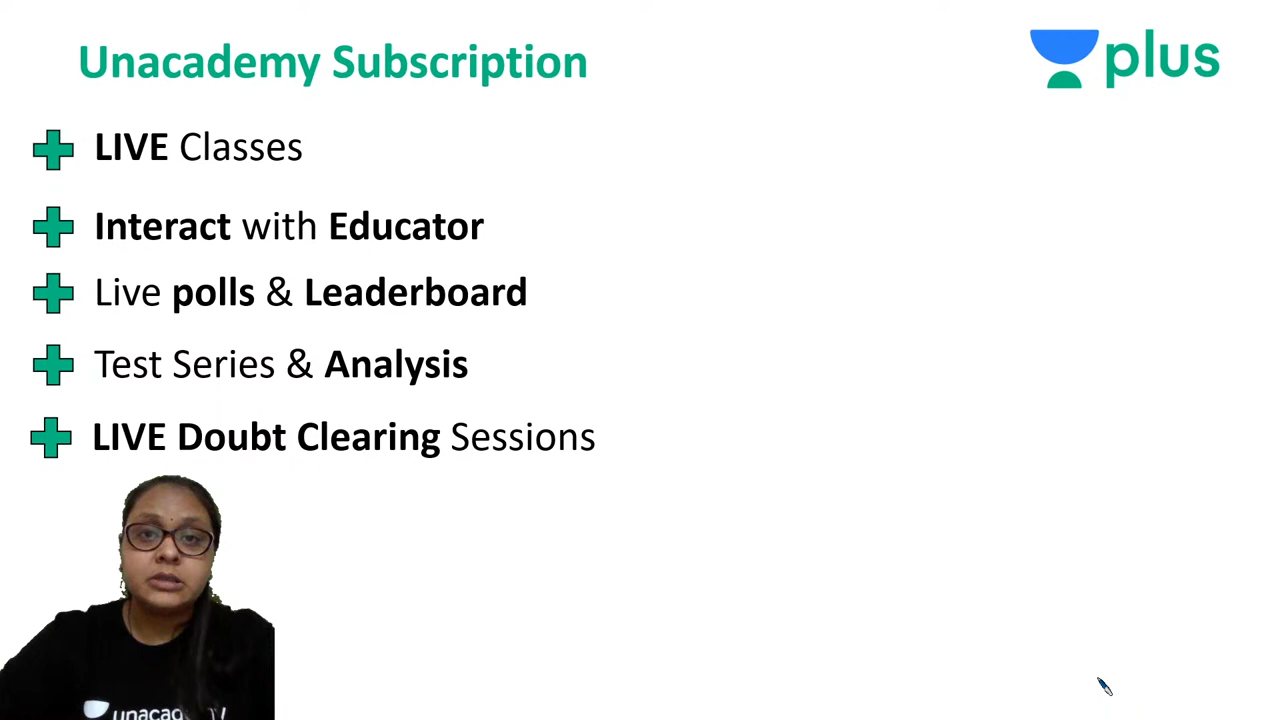 Unacademy Subscription
plus
LIVE Classes
Interact with Educator
Live polls & Leaderboard
Test Series & Analysis
LIVE Doubt Clearing Sessions